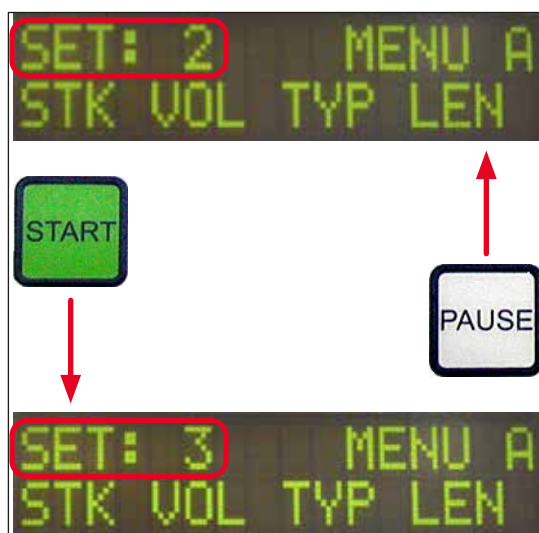 SET: 2 MENU A
STK VOL TYP LEN
START
PAUSE
SET: 3 MENU A
STK VOL TYP LEN